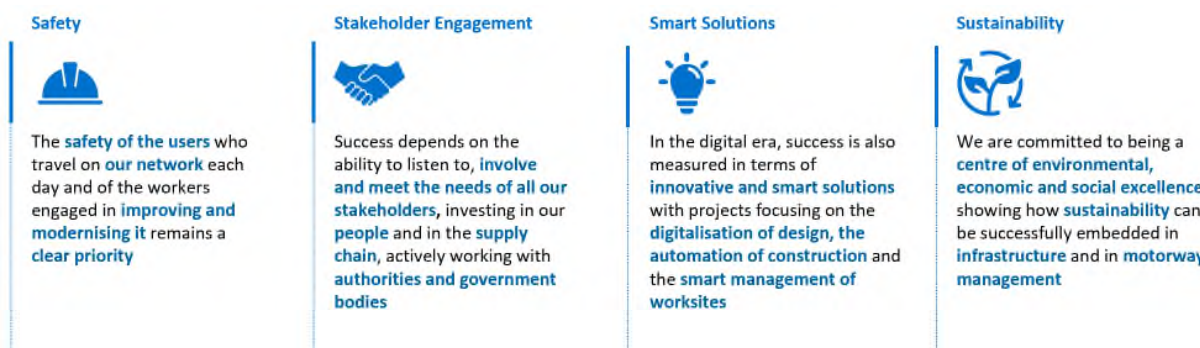 Safety
The safety of the users who
travel on our network each
day and of the workers
engaged in improving and
modernising it remains a
clear priority
Stakeholder Engagement
Success depends on the
ability to listen to, involve
and meet the needs of all our
stakeholders, investing in our
people and in the supply
chain, actively working with
authorities and government
bodies
Smart Solutions
In the digital era, success is also
measured in terms of
innovative and smart solutions
with projects focusing on the
digitalisation of design, the
automation of construction and
the smart management of
worksites
Sustainability
We are committed to being a
centre of environmental,
economic and social excellence
showing how sustainability can
be successfully embedded in
infrastructure and in motorway
management